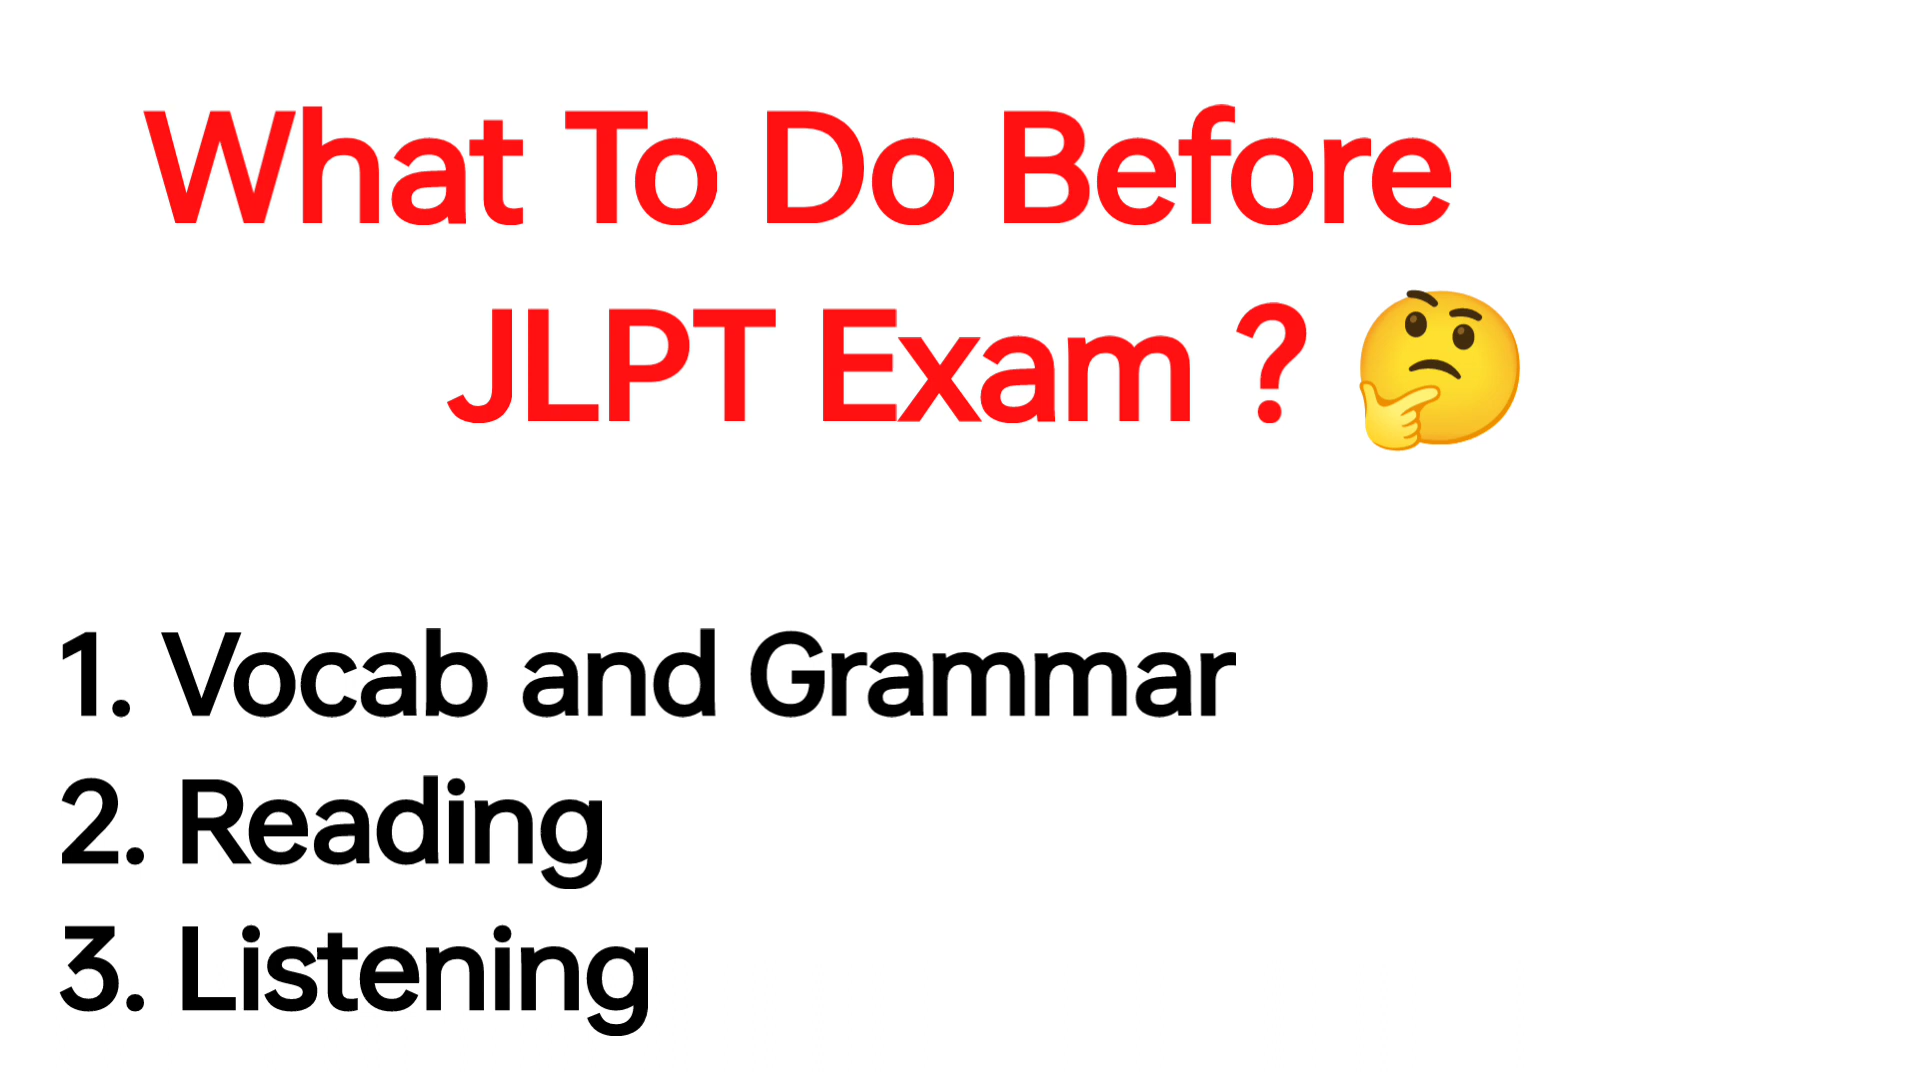 What To Do Before
JLPT Exam ? 🤔
1. Vocab and Grammar
2. Reading
3. Listening